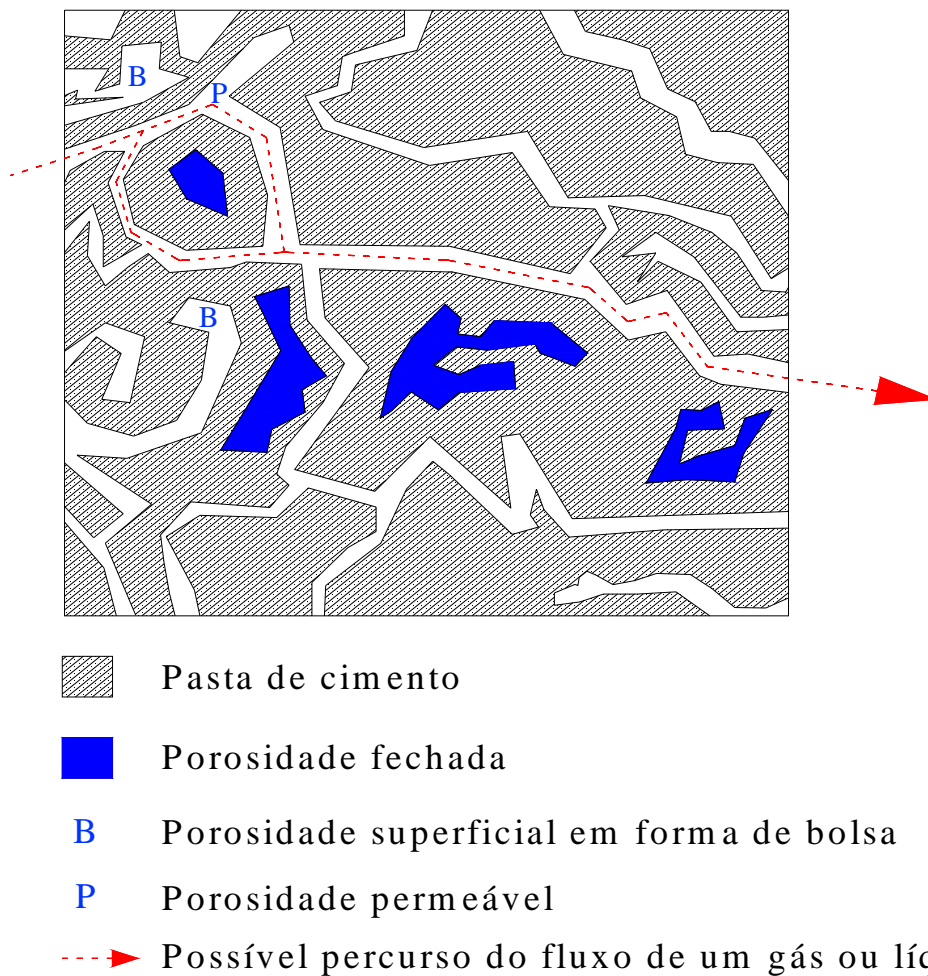 B
P
B
Pasta de cimento
Porosidade fechada
B Porosidade superficial em forma de bolsa
P Porosidade permeável
Possível percurso do fluxo de um gás ou